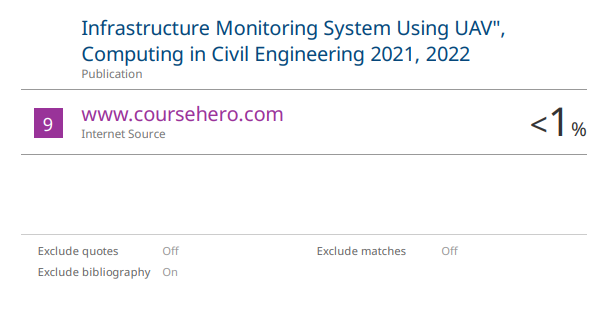 Infrastructure Monitoring System Using UAV",
Computing in Civil Engineering 2021, 2022
Publication
9
www.coursehero.com
Internet Source
<1%
Exclude quotes Off
Exclude matches Off
Exclude bibliography On